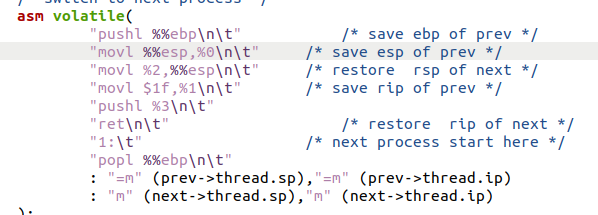 /* switch to next process */
asm volatile(
"pushl %%ebp\n\t" /* save ebp of prev */
"movl %%esp,%0\n\t" /* save esp of prev */
"movl %2,%%esp\n\t" /* restore rsp of next */
"movl $1f,%1\n\t" /* save rip of prev */
"pushl %3\n\t"
"ret\n\t" /* restore rip of next */
"1:\t" /* next process start here */
"popl %%ebp\n\t"
: "=m" (prev->thread.sp),"=m" (prev->thread.ip)
: "m" (next->thread.sp),"m" (next->thread.ip)
);